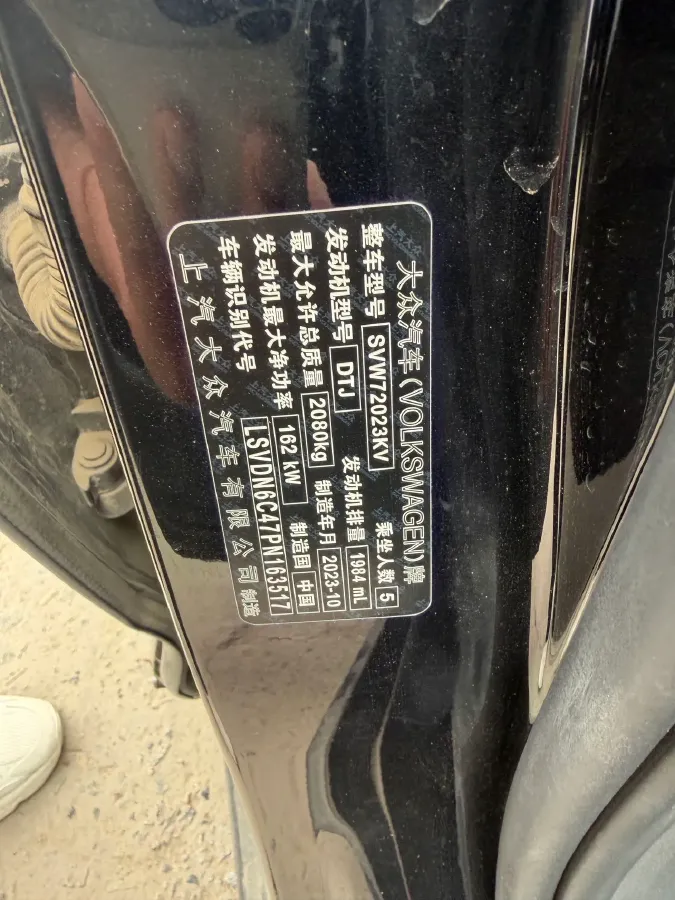 大众汽车(VOLKSWAGEN)牌
整车型号 SVW72023KV 乘坐人数 5
发动机型号 DTJ 发动机排量 1984 mL
最大允许总质量 2080kg 制造年月 2023-10
发动机最大净功率 162 kW 制造国 中国
车辆识别代号 LSVDN6C47PN163517
上汽大众汽车有限公司 制造